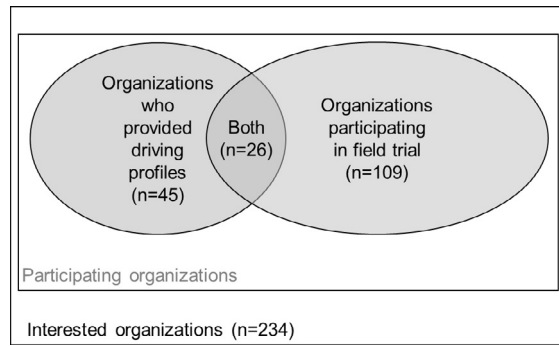 Organizations
who
provided
driving
profiles
(n=45)
Both
(n=26)
Organizations
participating
in field trial
(n=109)
Participating organizations
Interested organizations (n=234)